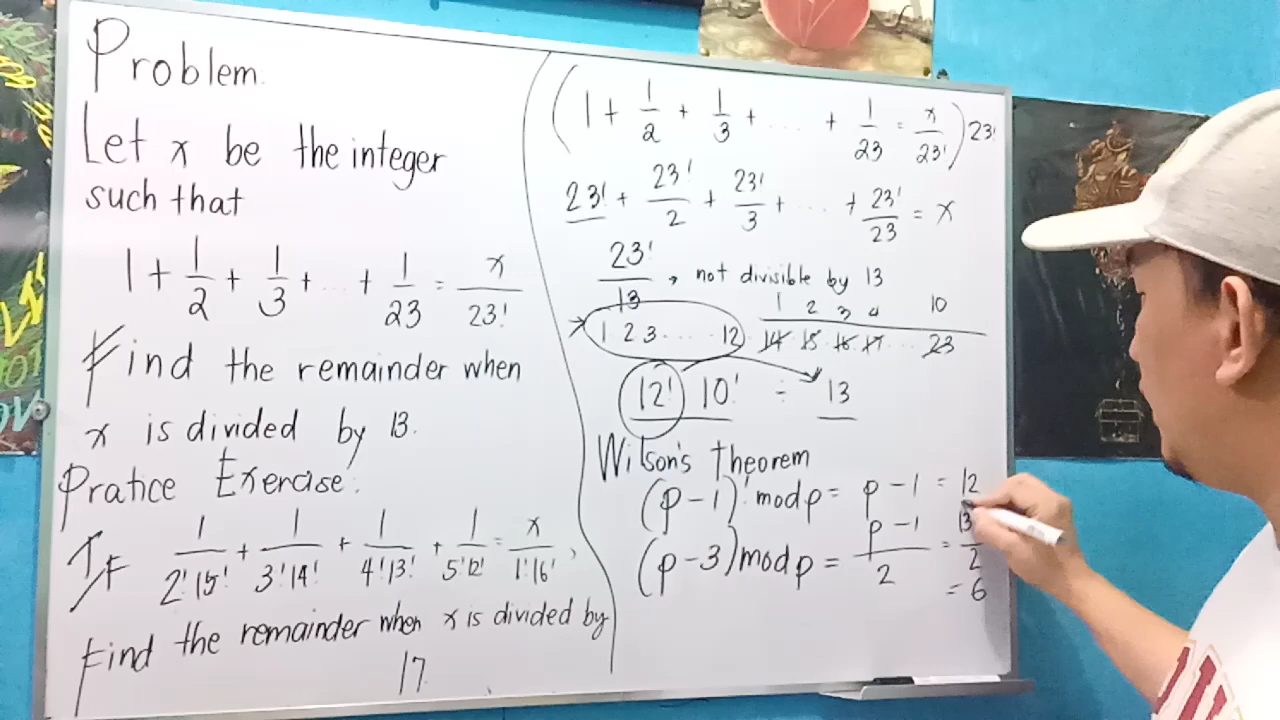 Problem.
Let x be the integer
such that
1 + 1/2 + 1/3 + ... + 1/23 = x/23!
Find the remainder when
x is divided by 13.
Pratice Exercise:
If 1/2!15! + 1/3!14! + 1/4!13! + 1/5!12! = x/1!16!,
Find the remainder when x is divided by
17.
(1 + 1/2 + 1/3 + ... + 1/23 = x/23!) 23!
23! + 23!/2 + 23!/3 + ... + 23!/23 = x
23!/13, not divisible by 13
1 2 3 4 10
1 2 3 ..... 12 14 15 16 17 ... 23
12! 10! ÷ 13
Wilson's Theorem
(p-1)! mod p = p-1 = 12
(p-3) mod p = p-1/2 = 13/2
= 6